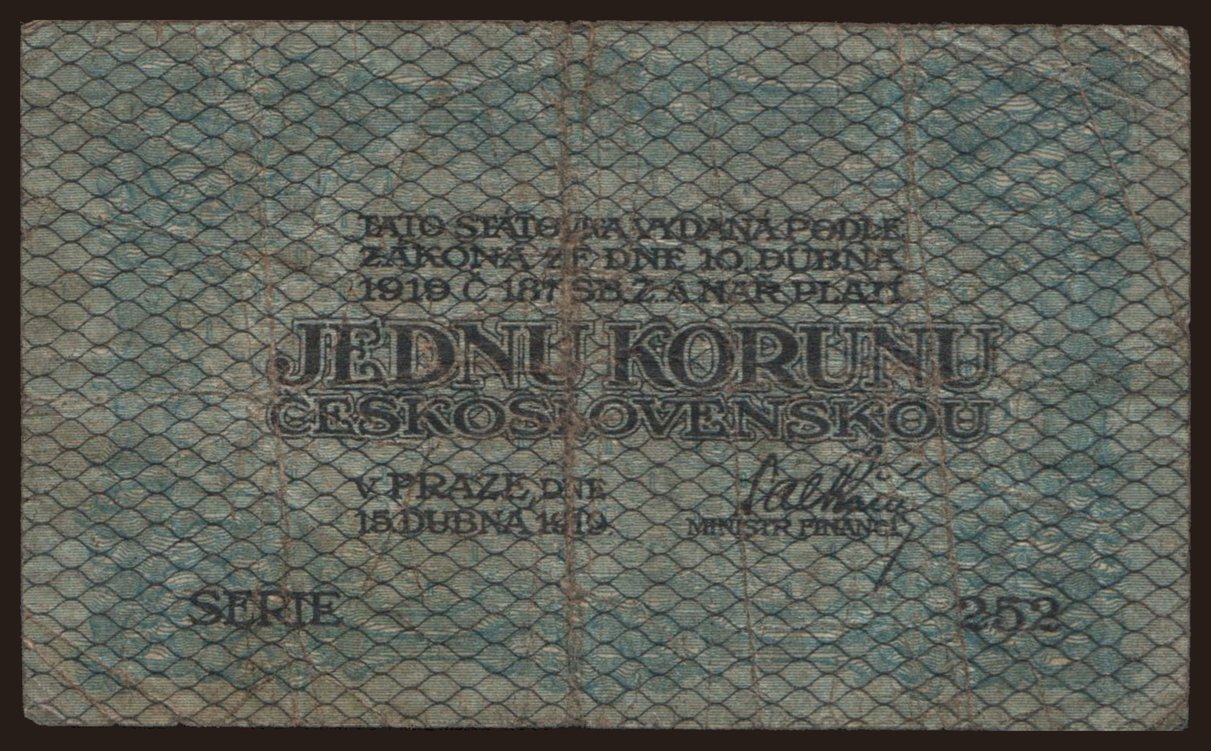 TATO STÁTOVKA VYDANÁ PODLE
ZÁKONA ZE DNE 10. DUBNA
1919 Č. 187 SB. Z. A NAŘ. PLATÍ
JEDNU KORUNU
ČESKOSLOVENSKOU
V PRAZE, DNE
15. DUBNA 1919.
MINISTR FINANCÍ
SERIE 252